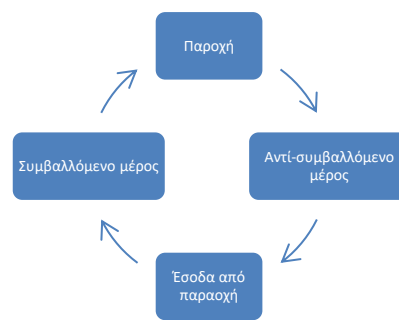 Παροχή
Συμβαλλόμενο μέρος
Αντί-συμβαλλόμενο
μέρος
Έσοδα από
παραοχή